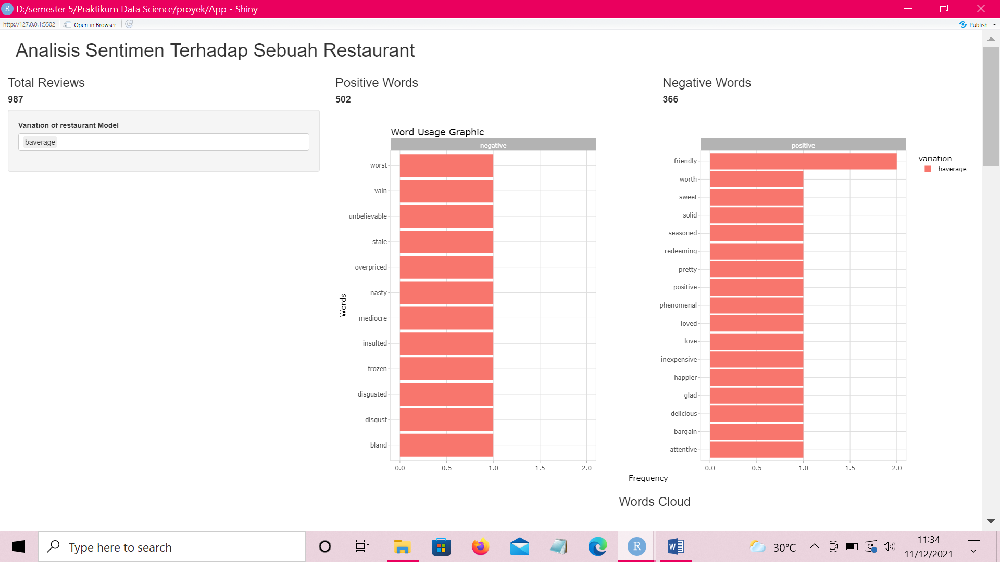 R D:/semester 5/Praktikum Data Science/proyek/App - Shiny
http://127.0.0.1:5502 Open in Browser Publish
Analisis Sentimen Terhadap Sebuah Restaurant
Total Reviews
987
Variation of restaurant Model
baverage
Positive Words
502
Negative Words
366
Word Usage Graphic
negative
worst
vain
unbelievable
stale
overpriced
nasty
mediocre
insulted
frozen
disgusted
disgust
bland
Words
0.0 0.5 1.0 1.5 2.0
positive
friendly
worth
sweet
solid
seasoned
redeeming
pretty
positive
phenomenal
loved
love
inexpensive
happier
glad
delicious
bargain
attentive
0.0 0.5 1.0 1.5 2.0
Frequency
variation
baverage
Words Cloud
Type here to search
R
W
30°C
11:34
11/12/2021